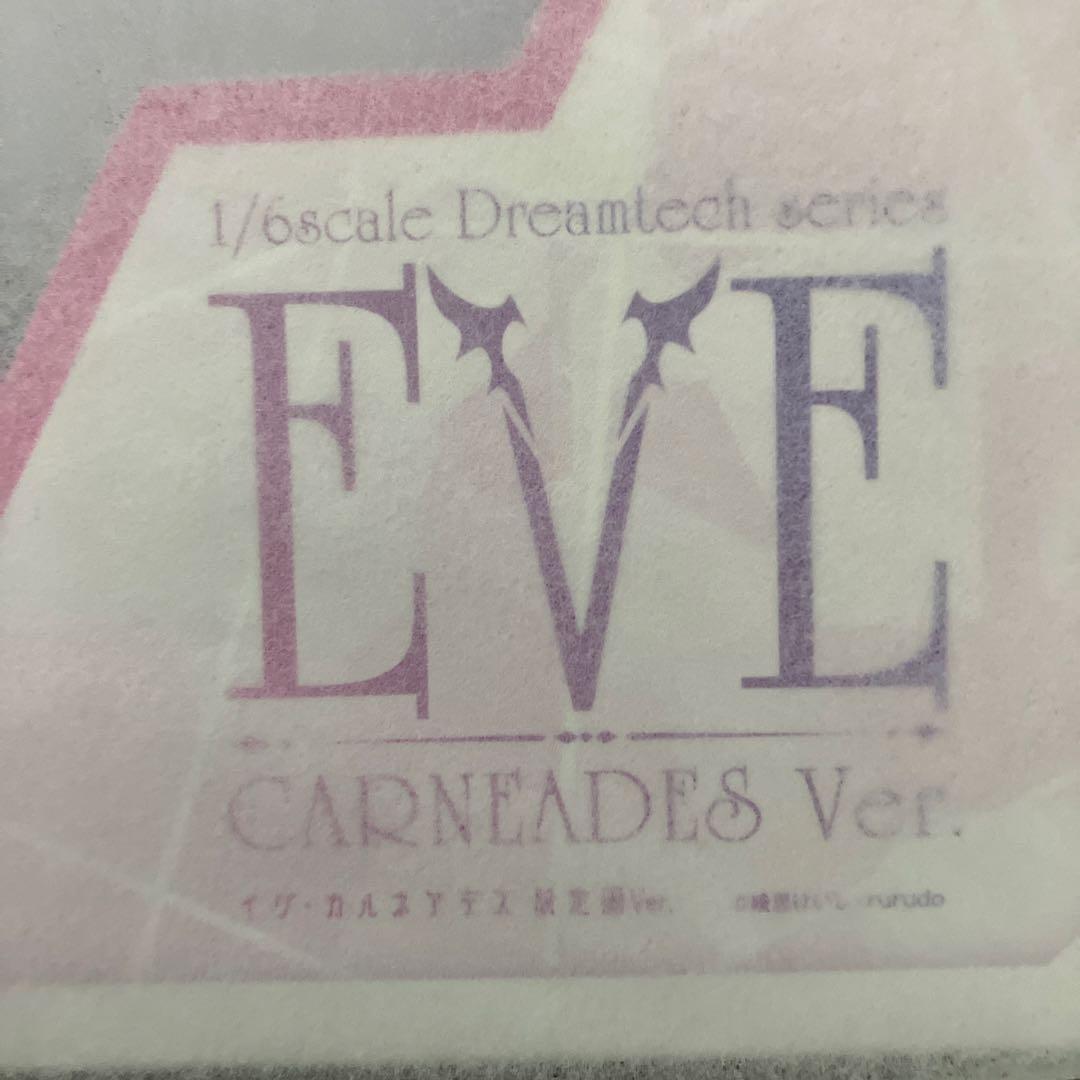 1/6scale Dreamtech series
EVE
CARNEADES Ver.
イヴ・カルネアデス 限定版Ver. rurudo